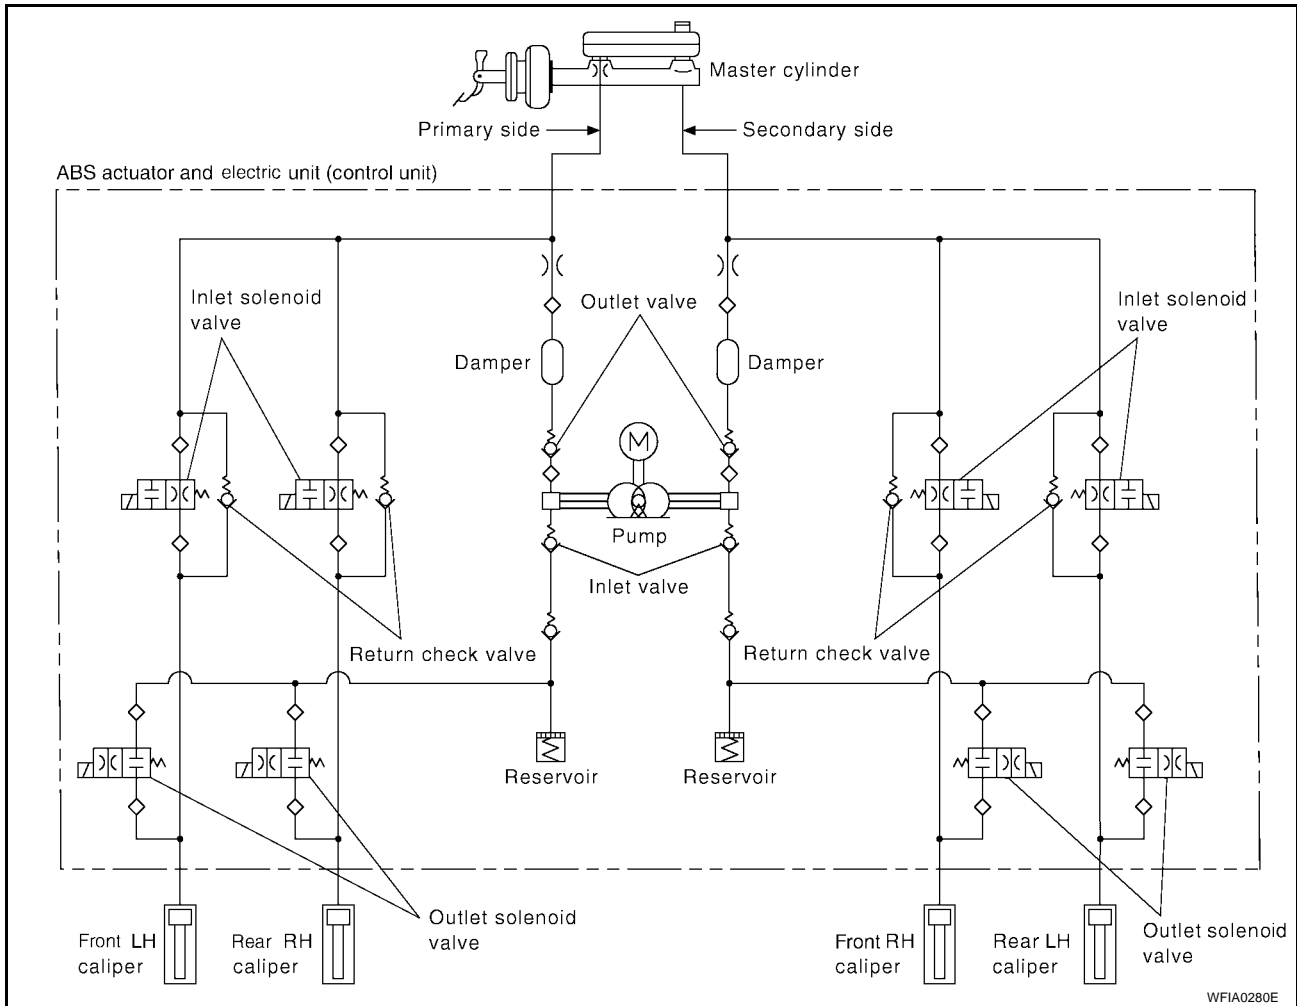 Master cylinder
Primary side
Secondary side
ABS actuator and electric unit (control unit)
Inlet solenoid
valve
Outlet valve
Inlet solenoid
valve
Damper
Damper
M
Pump
Inlet valve
Return check valve
Return check valve
Reservoir
Reservoir
Outlet solenoid
valve
Outlet solenoid
valve
Front LH
caliper
Rear RH
caliper
Front RH
caliper
Rear LH
caliper
WFIA0280E